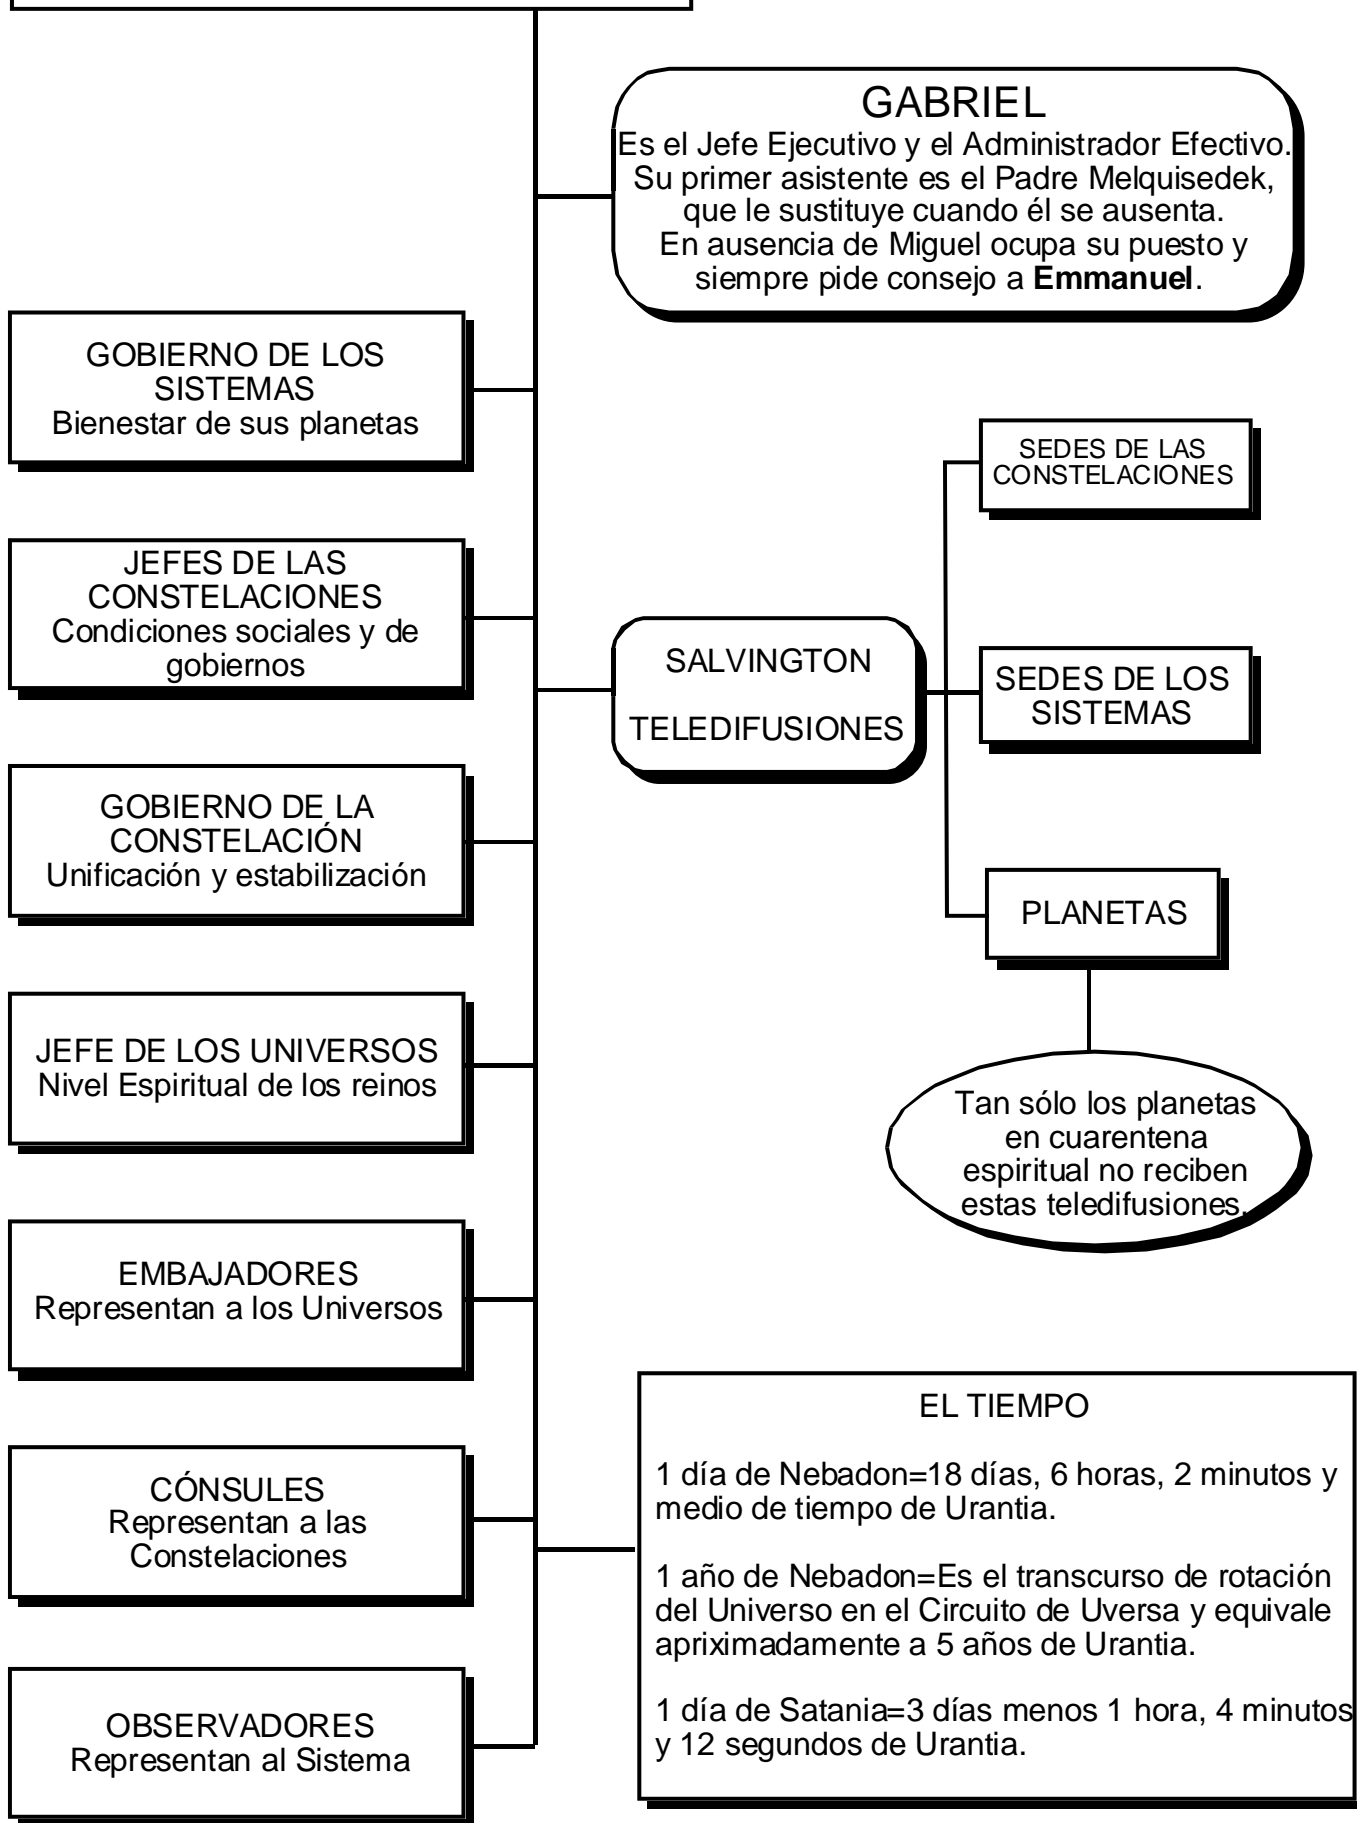 GABRIEL
Es el Jefe Ejecutivo y el Administrador Efectivo.
Su primer asistente es el Padre Melquisedek,
que le sustituye cuando él se ausenta.
En ausencia de Miguel ocupa su puesto y
siempre pide consejo a Emmanuel.
GOBIERNO DE LOS
SISTEMAS
Bienestar de sus planetas
JEFES DE LAS
CONSTELACIONES
Condiciones sociales y de
gobiernos
GOBIERNO DE LA
CONSTELACIÓN
Unificación y estabilización
JEFE DE LOS UNIVERSOS
Nivel Espiritual de los reinos
EMBAJADORES
Representan a los Universos
CÓNSULES
Representan a las
Constelaciones
OBSERVADORES
Representan al Sistema
SALVINGTON
TELEDIFUSIONES
SEDES DE LAS
CONSTELACIONES
SEDES DE LOS
SISTEMAS
PLANETAS
Tan sólo los planetas
en cuarentena
espiritual no reciben
estas teledifusiones.
EL TIEMPO
1 día de Nebadon=18 días, 6 horas, 2 minutos y
medio de tiempo de Urantia.
1 año de Nebadon=Es el transcurso de rotación
del Universo en el Circuito de Uversa y equivale
apriximadamente a 5 años de Urantia.
1 día de Satania=3 días menos 1 hora, 4 minutos
y 12 segundos de Urantia.